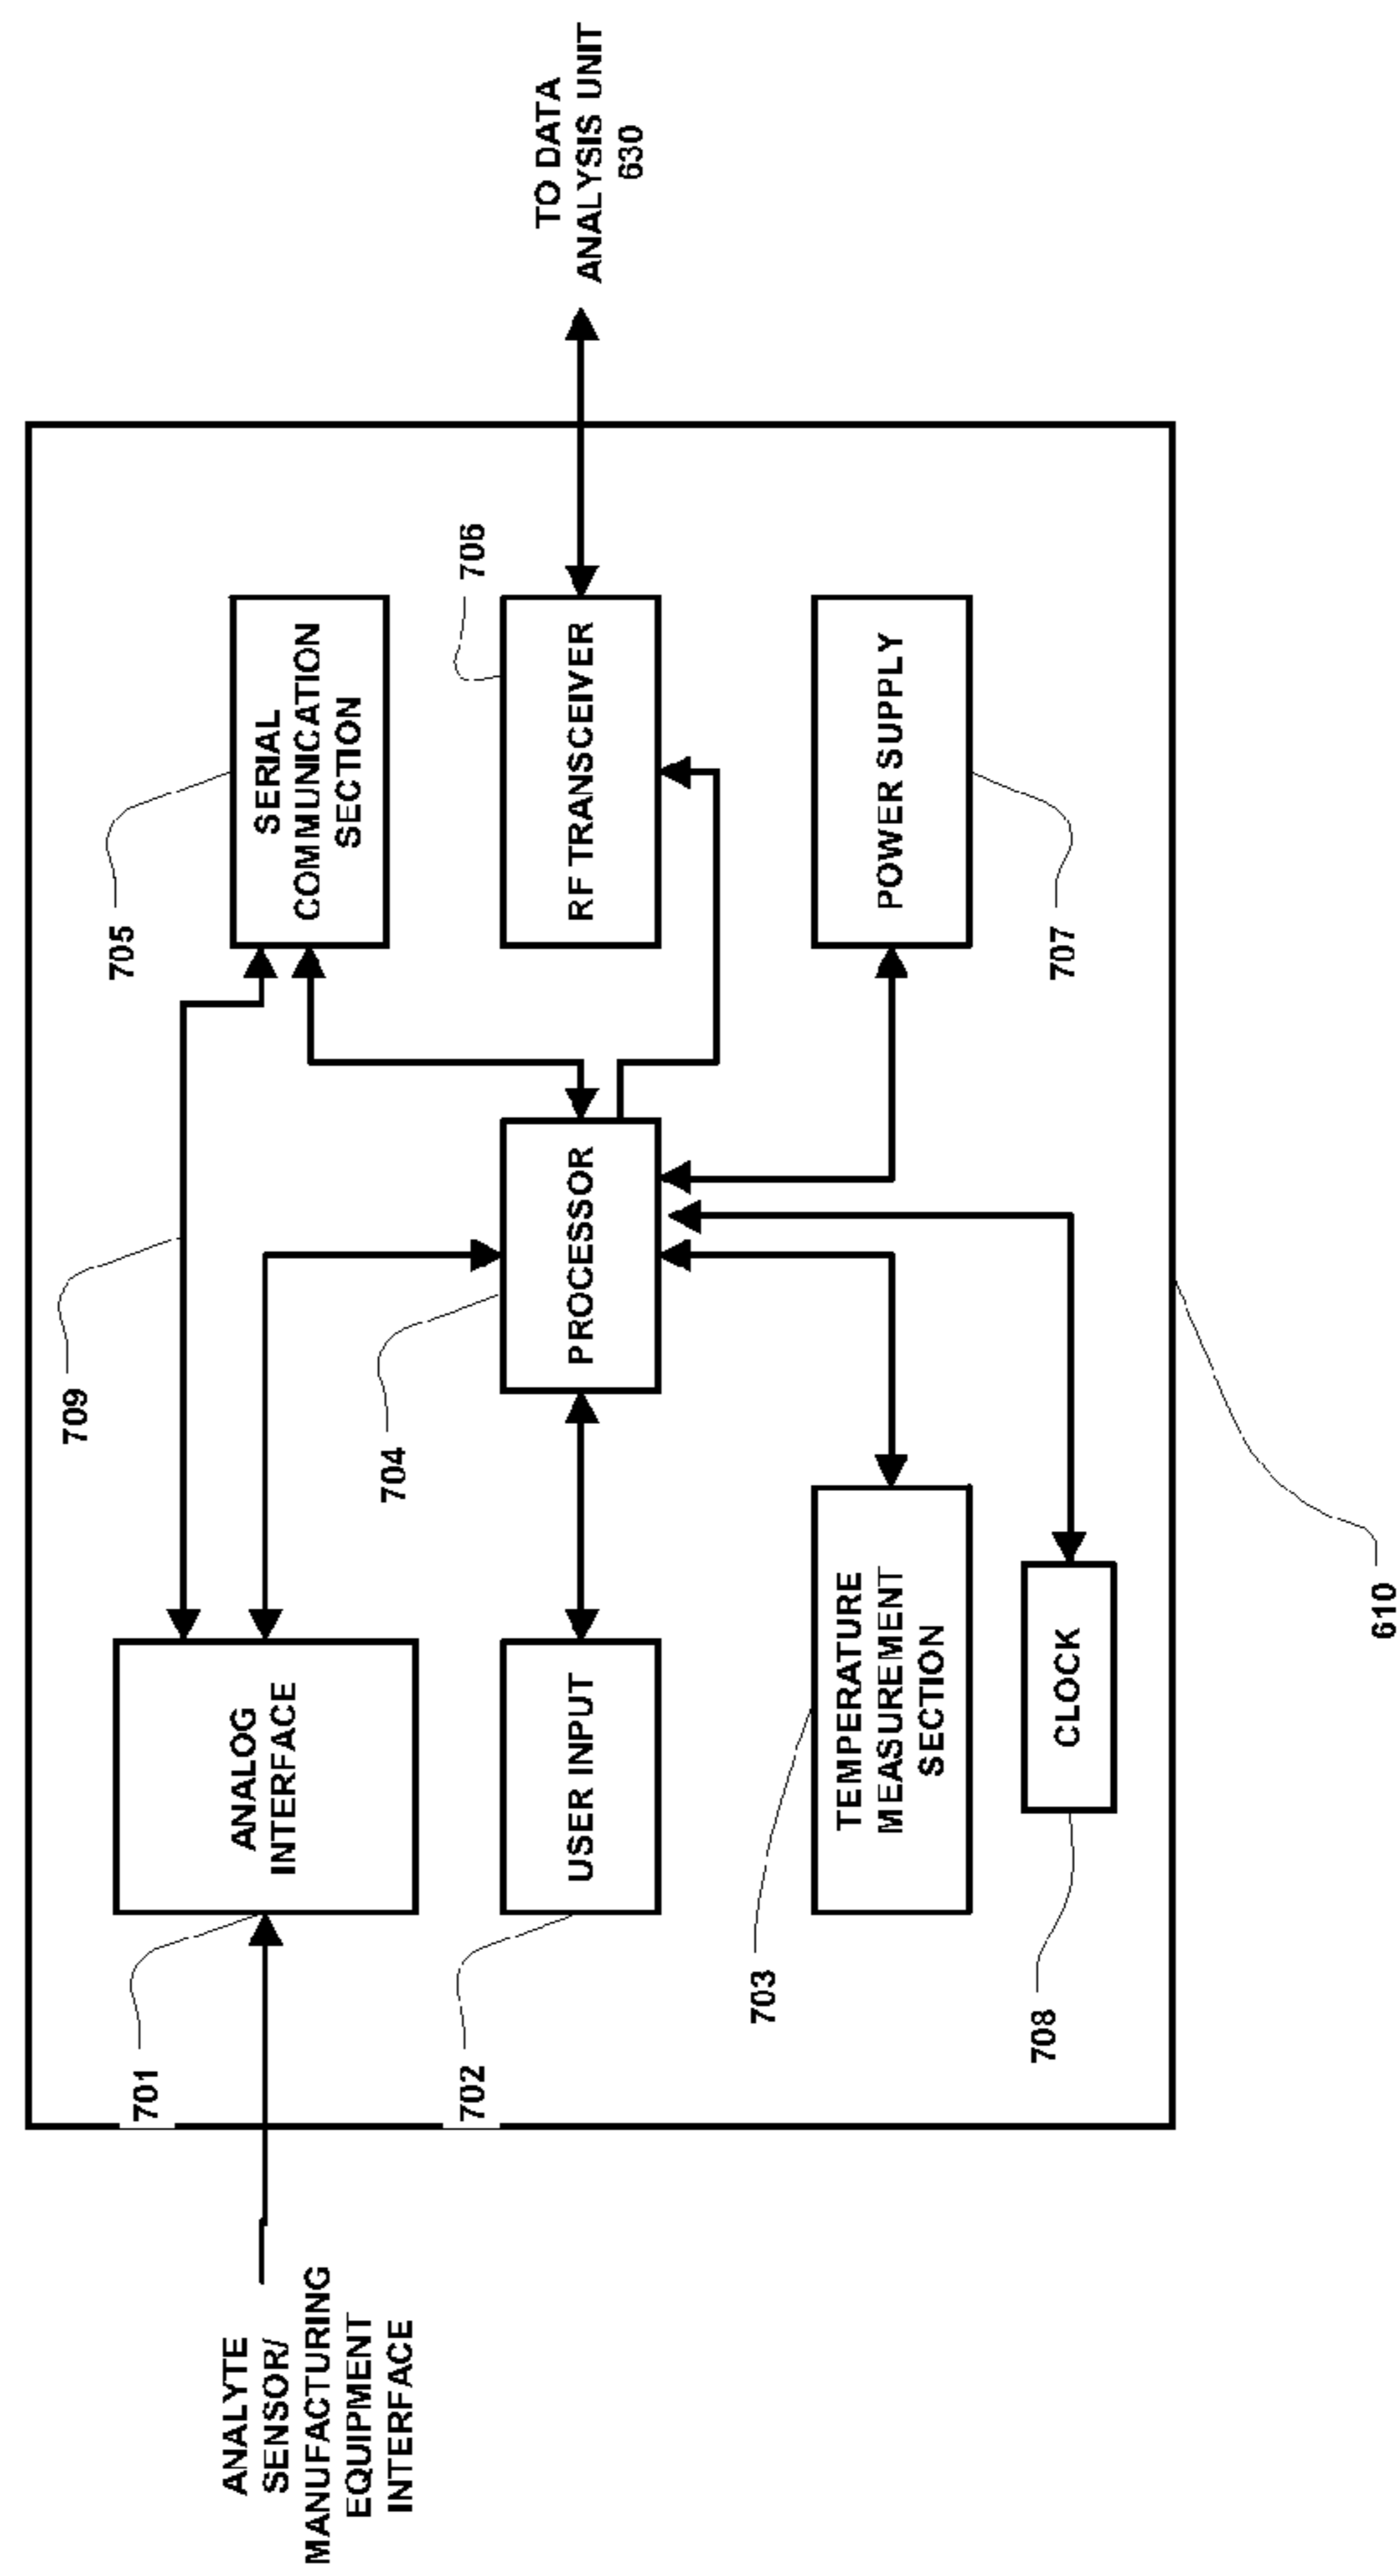 ANALYTE
SENSOR/
MANUFACTURING
EQUIPMENT
INTERFACE
701
ANALOG
INTERFACE
709
705
SERIAL
COMMUNICATION
SECTION
702
USER INPUT
704
PROCESSOR
706
RF TRANSCEIVER
TO DATA
ANALYSIS UNIT
630
703
TEMPERATURE
MEASUREMENT
SECTION
707
POWER SUPPLY
708
CLOCK
610